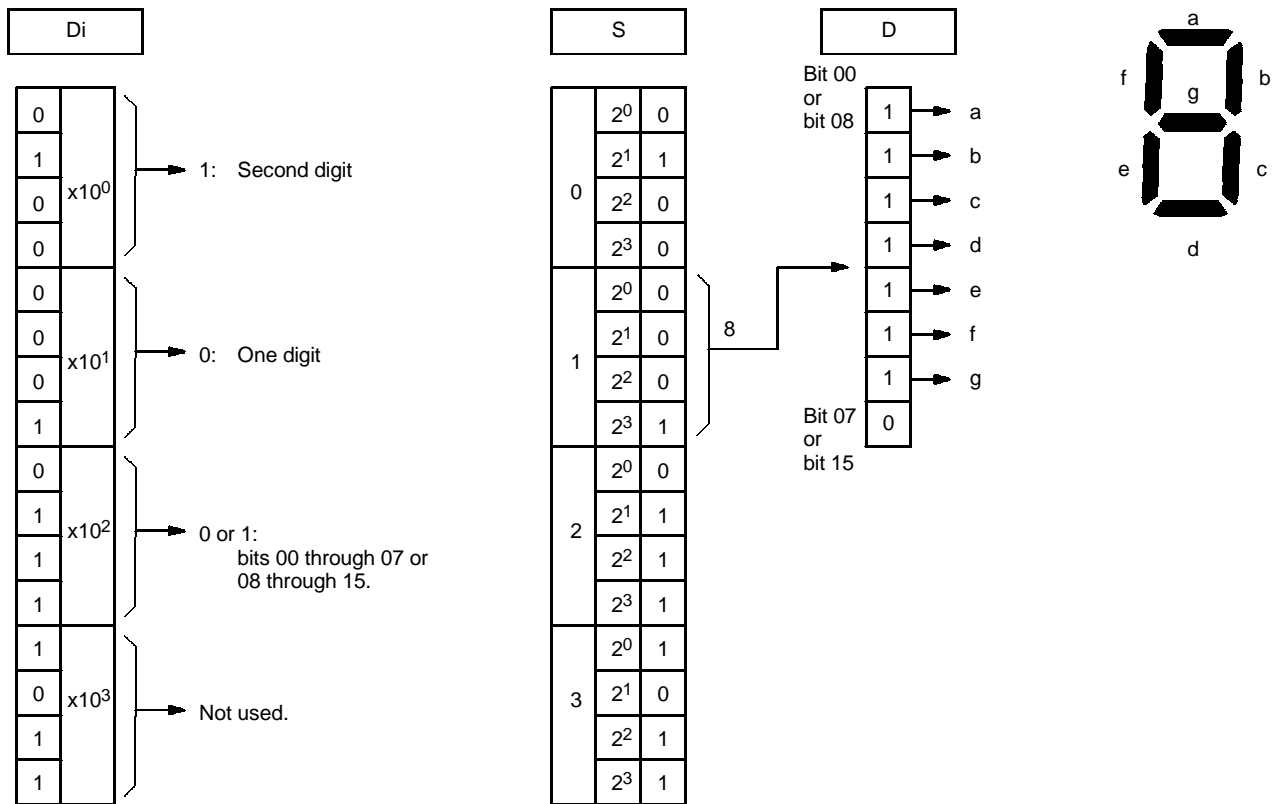 Di
0
1
0
0
x10⁰
1: Second digit
0
0
0
1
x10¹
0: One digit
0
1
1
1
x10²
0 or 1:
bits 00 through 07 or
08 through 15.
1
0
1
1
x10³
Not used.
S
0
2⁰ 0
2¹ 1
2² 0
2³ 0
1
2⁰ 0
2¹ 0
2² 0
2³ 1
8
2
2⁰ 0
2¹ 1
2² 1
2³ 1
3
2⁰ 1
2¹ 0
2² 1
2³ 1
D
Bit 00
or
bit 08
1 a
1 b
1 c
1 d
1 e
1 f
1 g
0
Bit 07
or
bit 15
a
f b
g
e c
d